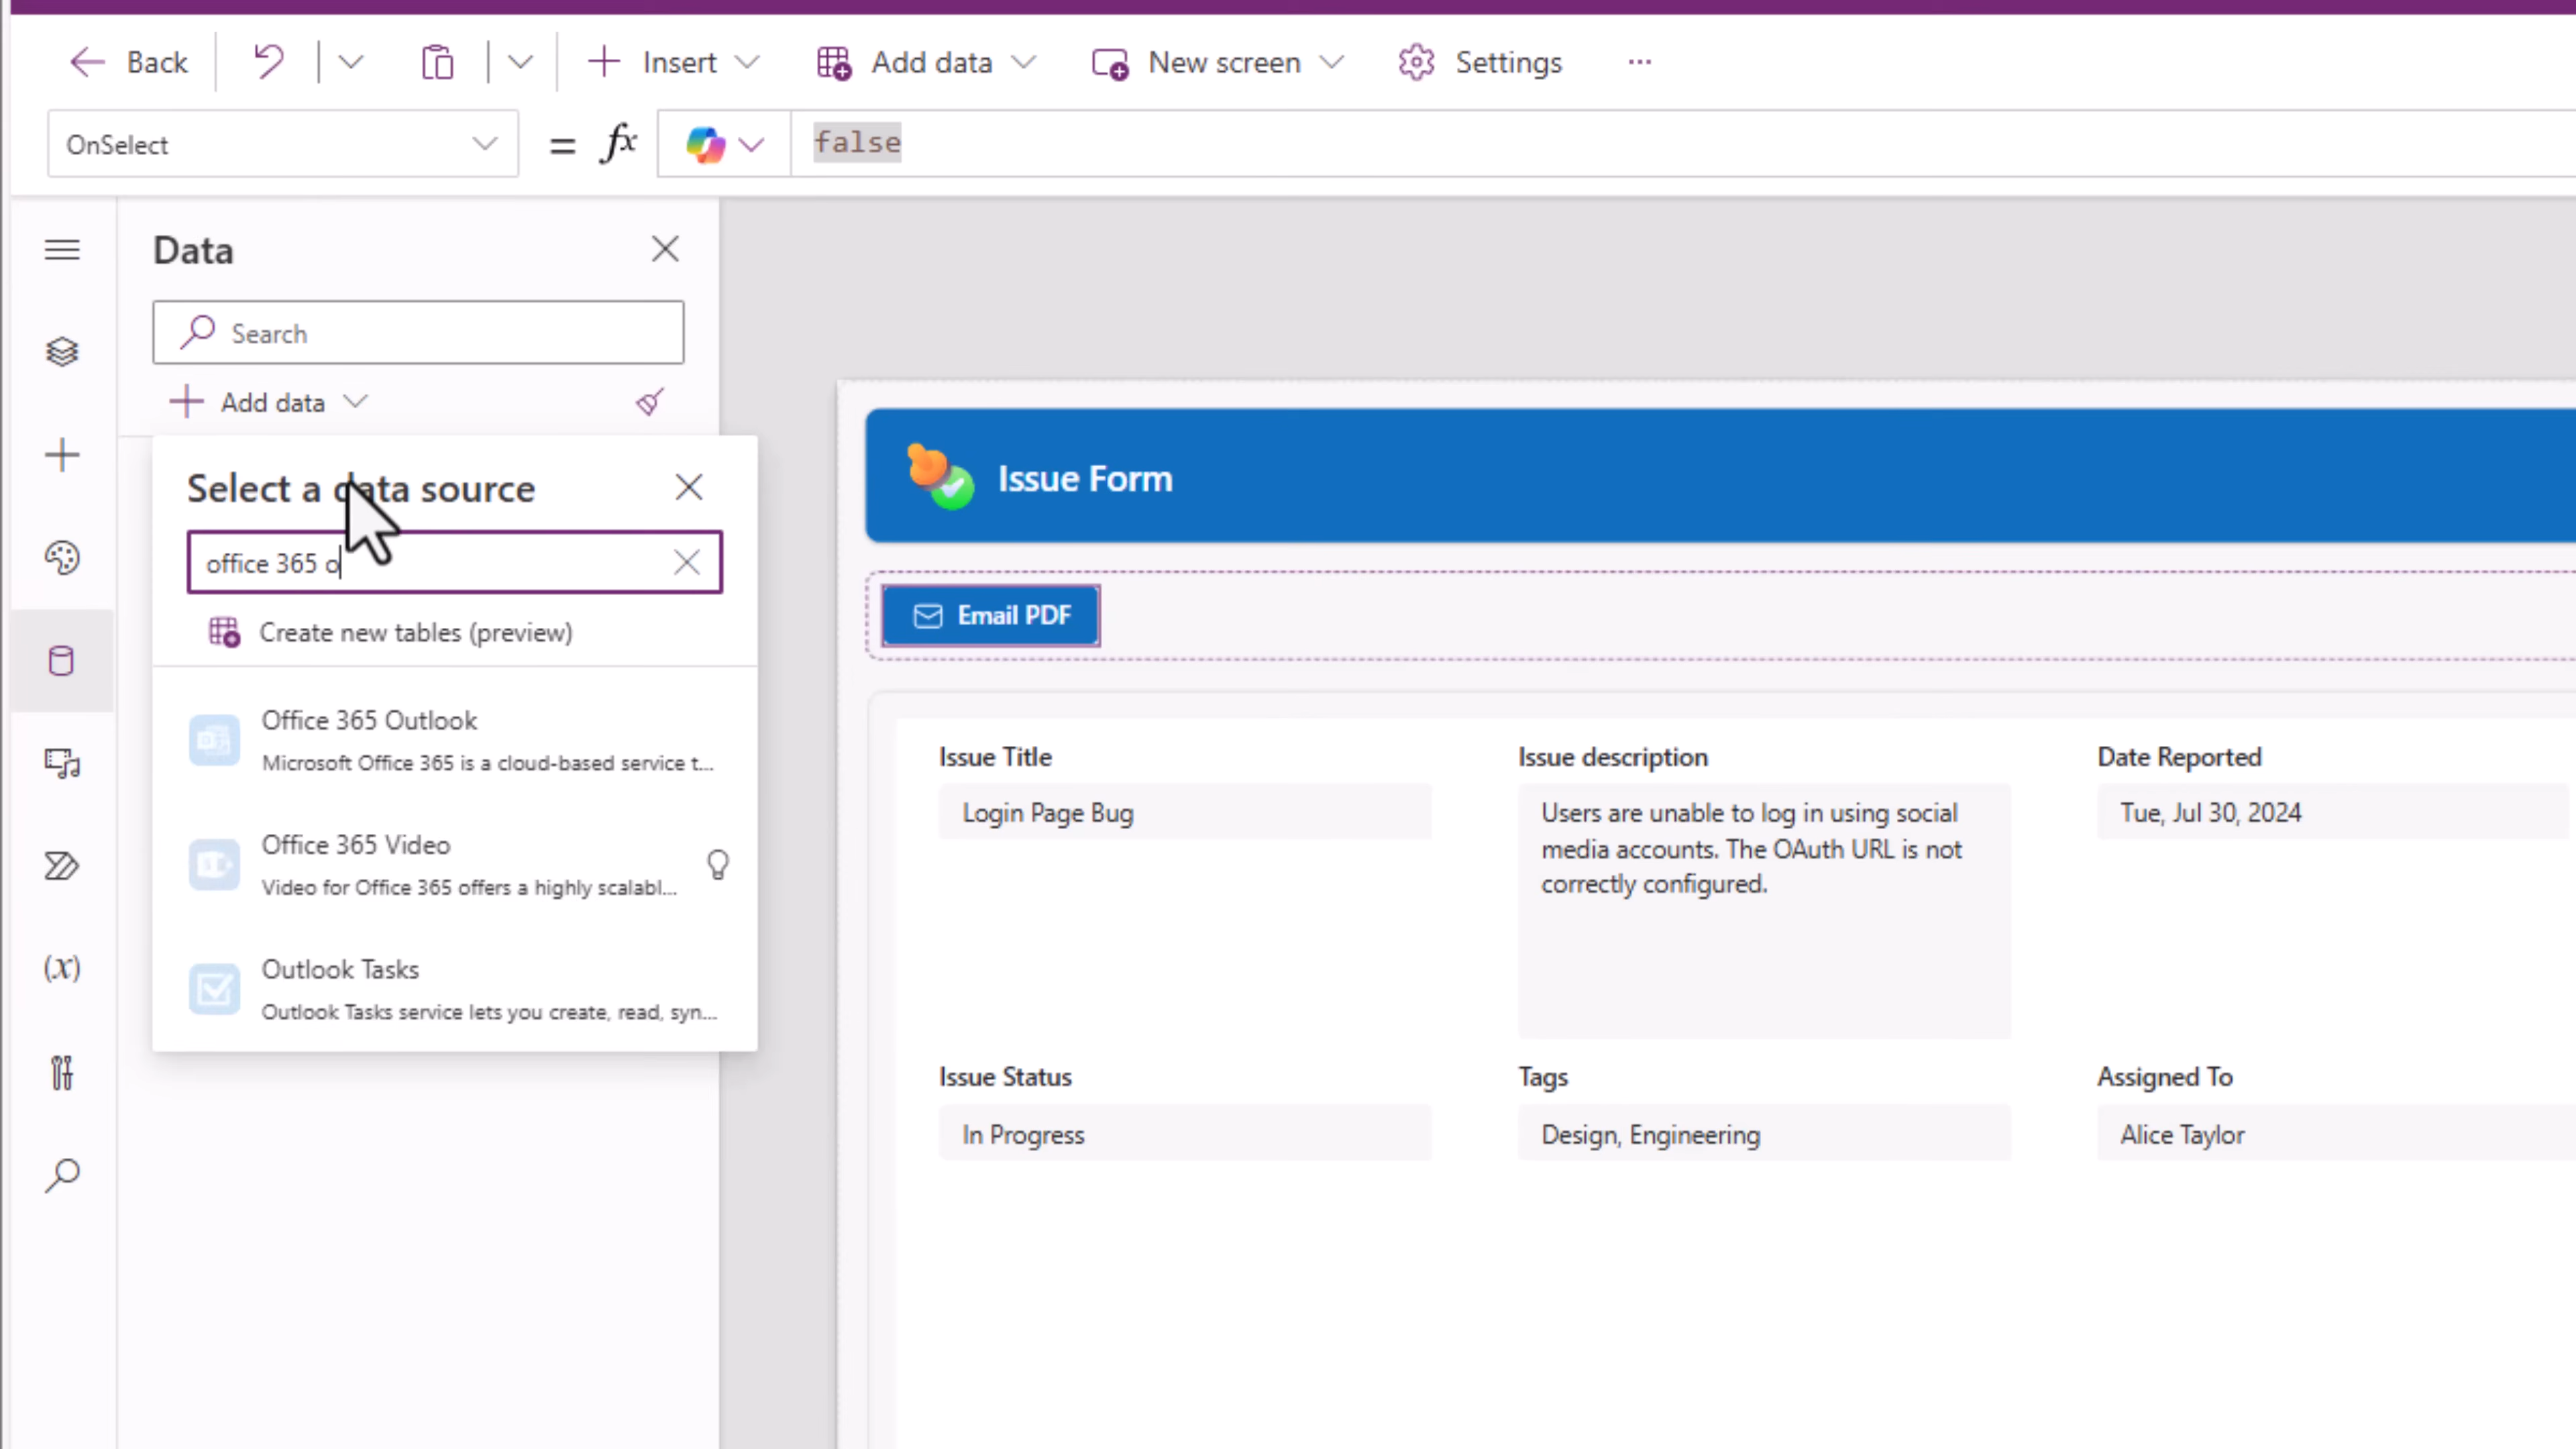 Back
Insert
Add data
New screen
Settings
...
OnSelect
= fx
false
Data
Search
Add data
Select a data source
office 365 o
Create new tables (preview)
Office 365 Outlook
Microsoft Office 365 is a cloud-based service t...
Office 365 Video
Video for Office 365 offers a highly scalabl...
Outlook Tasks
Outlook Tasks service lets you create, read, syn...
(x)
Issue Form
Email PDF
Issue Title
Login Page Bug
Issue description
Users are unable to log in using social
media accounts. The OAuth URL is not
correctly configured.
Date Reported
Tue, Jul 30, 2024
Issue Status
In Progress
Tags
Design, Engineering
Assigned To
Alice Taylor